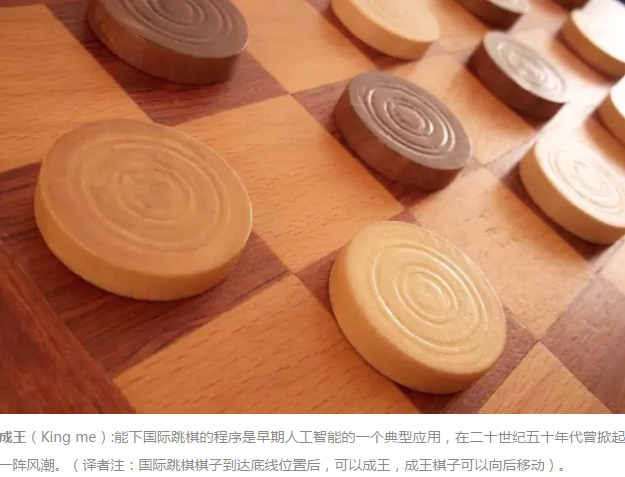 成王（King me）:能下国际跳棋的程序是早期人工智能的一个典型应用，在二十世纪五十年代曾掀起
一阵风潮。（译者注：国际跳棋棋子到达底线位置后，可以成王，成王棋子可以向后移动）。